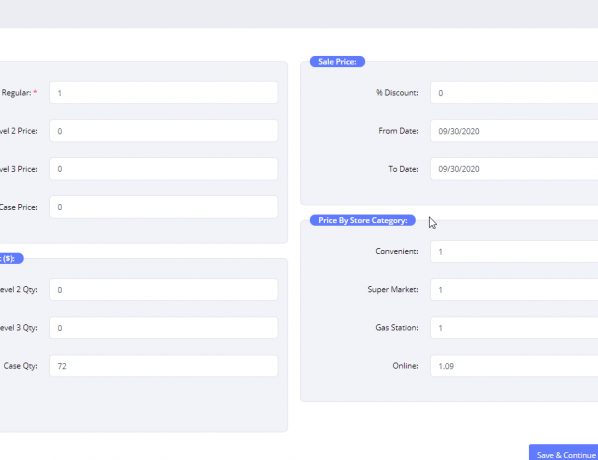 Sale Price:
Regular: * 1
% Discount: 0
vel 2 Price: 0
From Date: 09/30/2020
vel 3 Price: 0
To Date: 09/30/2020
Case Price: 0
Price By Store Category:
Convenient: 1
($):
evel 2 Qty: 0
Super Market: 1
evel 3 Qty: 0
Gas Station: 1
Case Qty: 72
Online: 1.09
Save & Continue